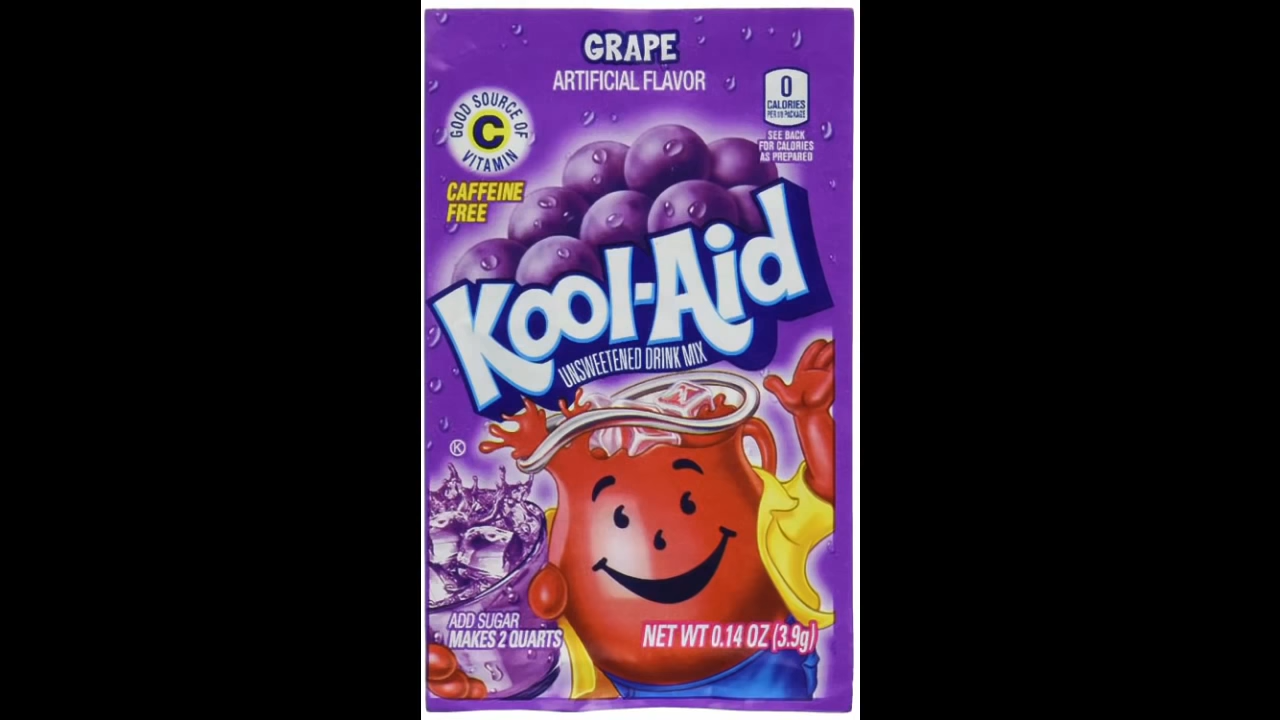 GRAPE
ARTIFICIAL FLAVOR
GOOD SOURCE OF
C
VITAMIN
CAFFEINE
FREE
0
CALORIES
PER 1/8 PACKAGE
SEE BACK
FOR CALORIES
AS PREPARED
Kool-Aid
UNSWEETENED DRINK MIX
K
ADD SUGAR
MAKES 2 QUARTS
NET WT 0.14 OZ (3.9g)